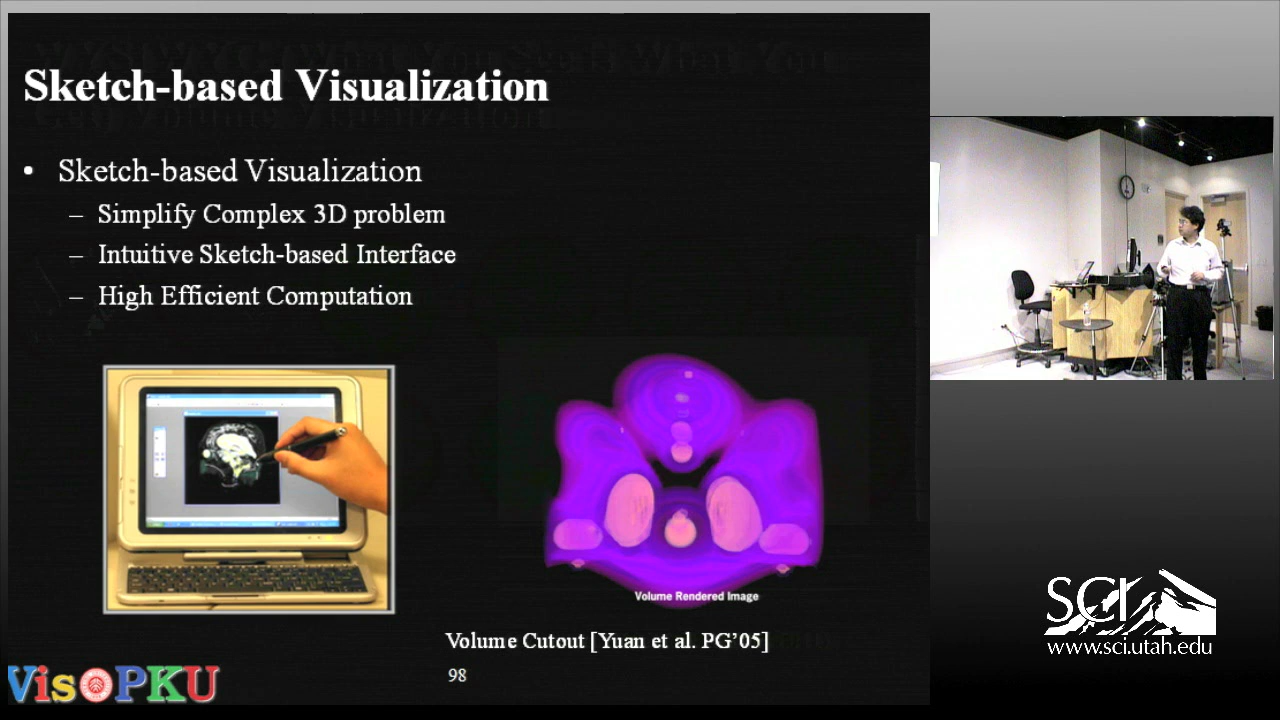 Sketch-based Visualization
• Sketch-based Visualization
– Simplify Complex 3D problem
– Intuitive Sketch-based Interface
– High Efficient Computation
Volume Rendered Image
Volume Cutout [Yuan et al. PG'05]
98
VisPKU
SCI
www.sci.utah.edu